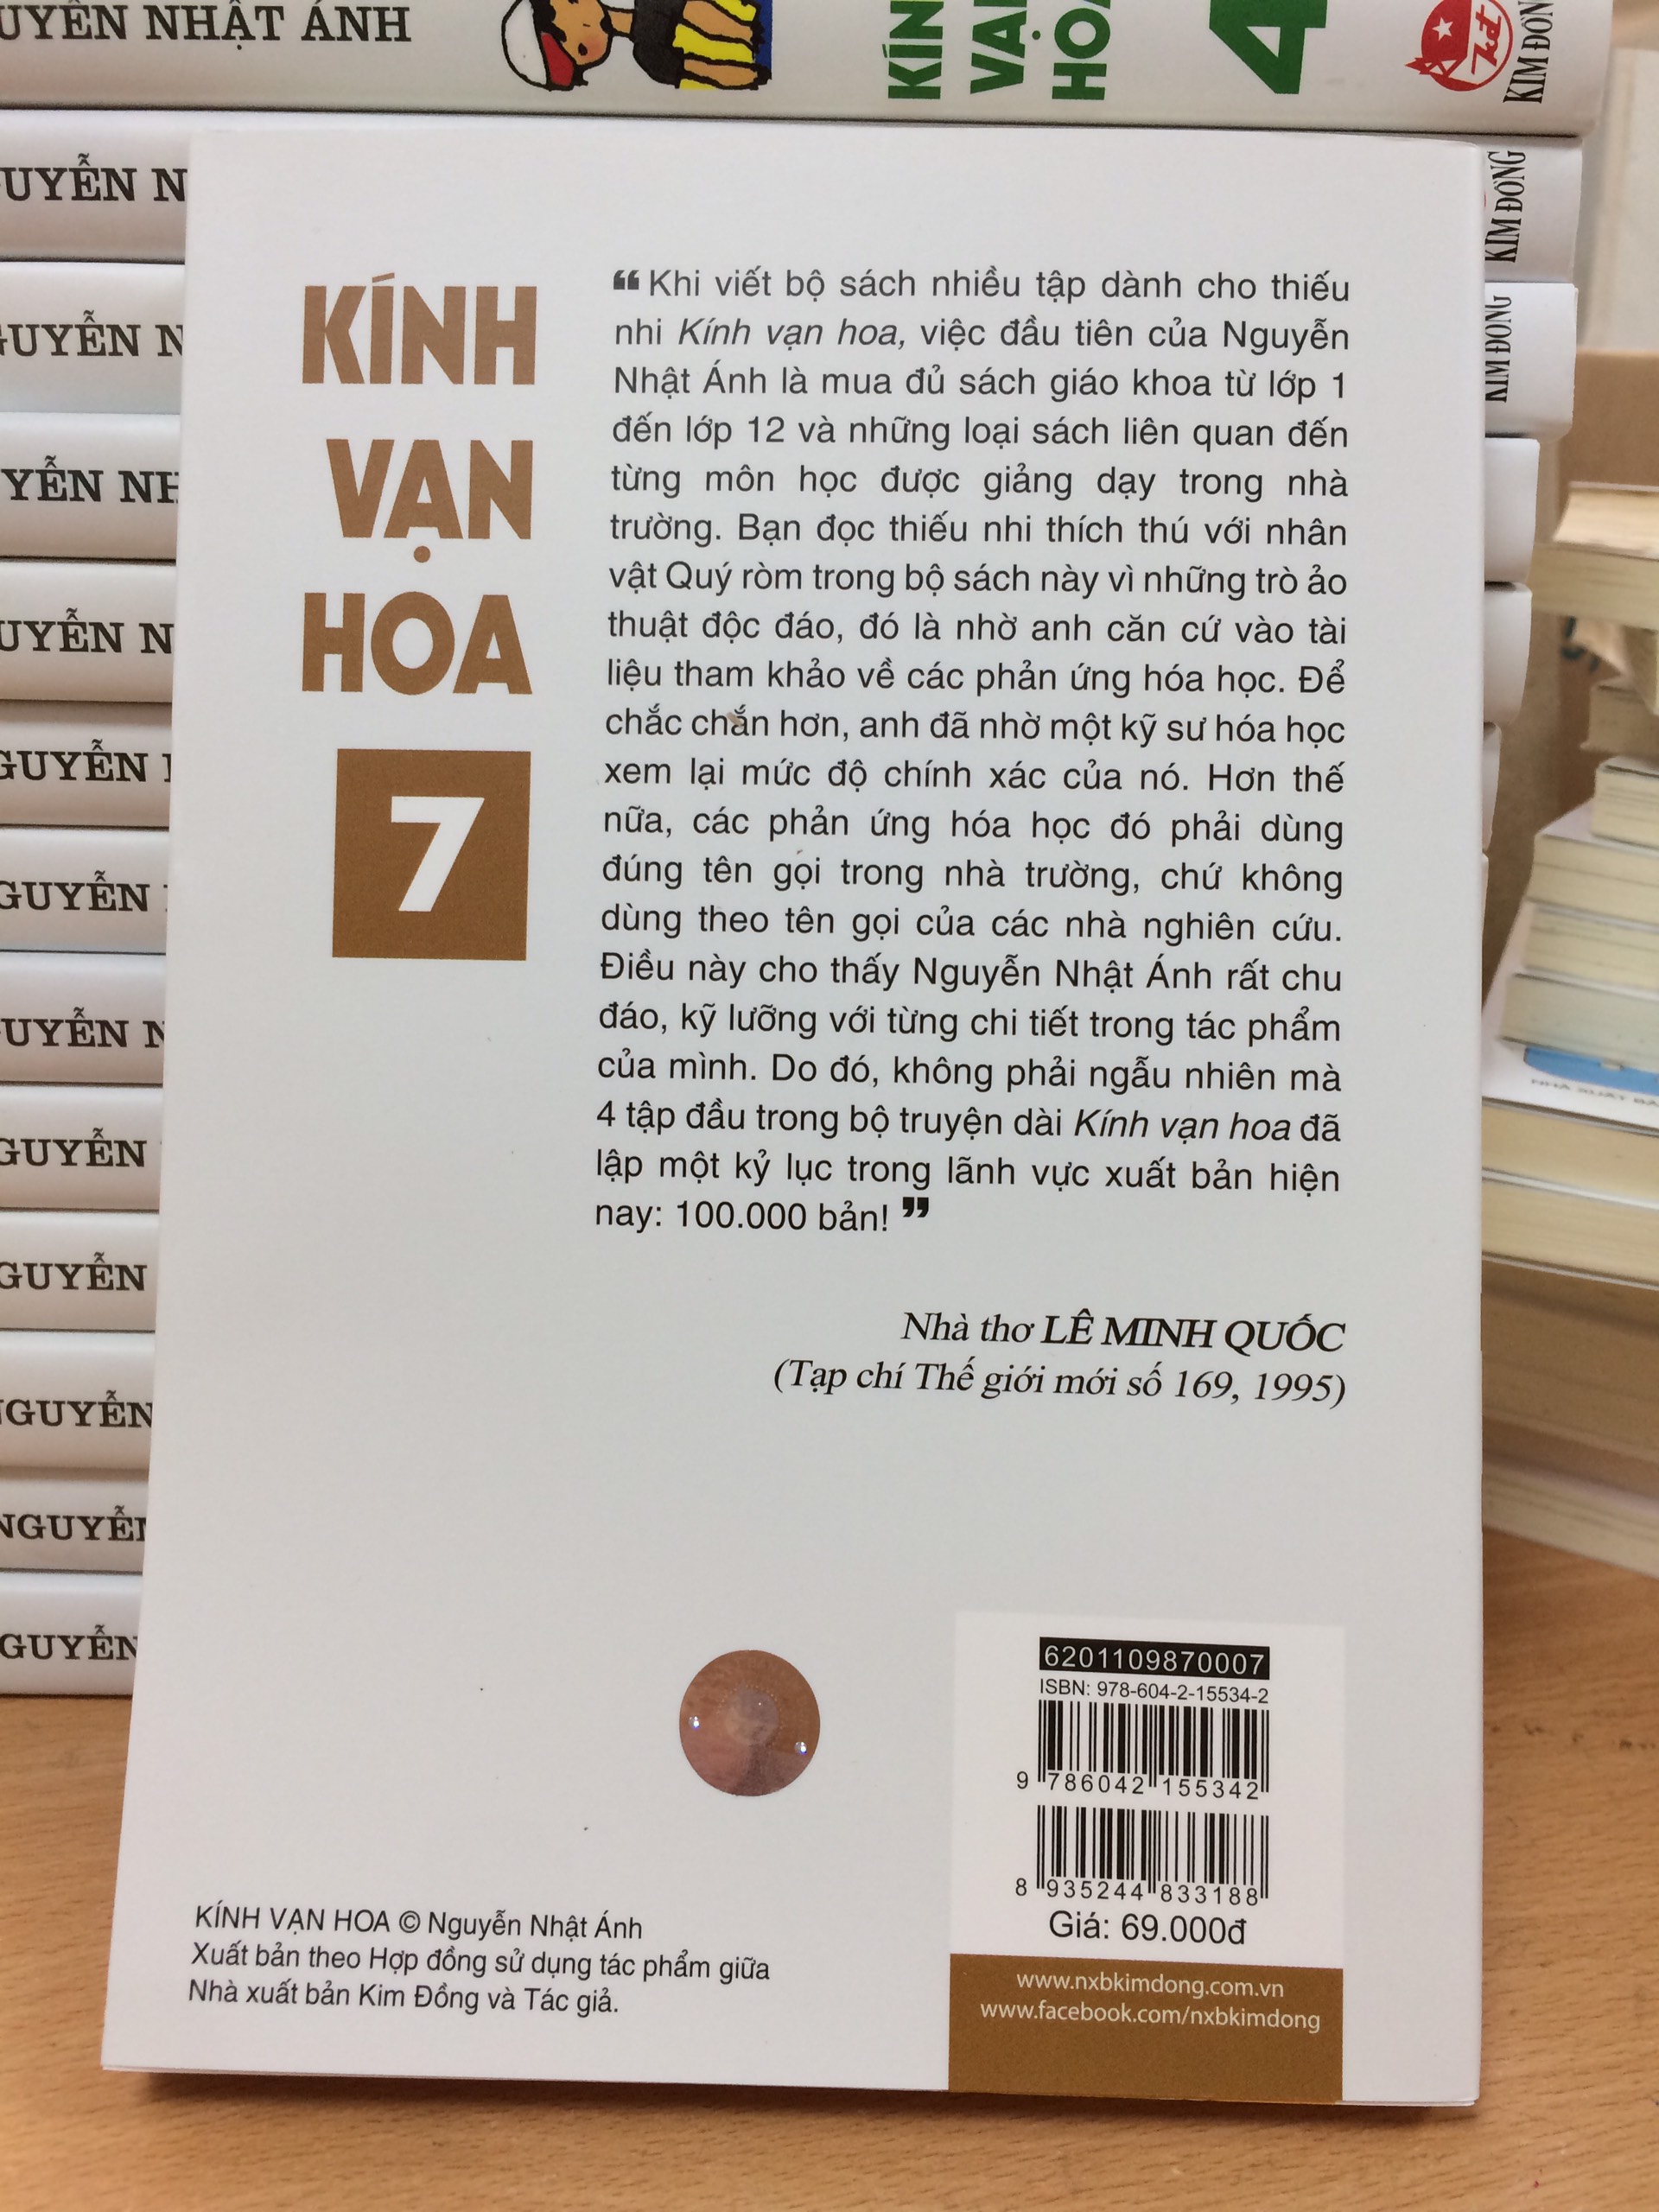 NHẬT ÁNH
4
KIM ĐỒNG
KIM ĐỒNG
KIM ĐỒNG
KÍNH
VẠN
HOA
7
❝ Khi viết bộ sách nhiều tập dành cho thiếu
nhi Kính vạn hoa, việc đầu tiên của Nguyễn
Nhật Ánh là mua đủ sách giáo khoa từ lớp 1
đến lớp 12 và những loại sách liên quan đến
từng môn học được giảng dạy trong nhà
trường. Bạn đọc thiếu nhi thích thú với nhân
vật Quý ròm trong bộ sách này vì những trò ảo
thuật độc đáo, đó là nhờ anh căn cứ vào tài
liệu tham khảo về các phản ứng hóa học. Để
chắc chắn hơn, anh đã nhờ một kỹ sư hóa học
xem lại mức độ chính xác của nó. Hơn thế
nữa, các phản ứng hóa học đó phải dùng
đúng tên gọi trong nhà trường, chứ không
dùng theo tên gọi của các nhà nghiên cứu.
Điều này cho thấy Nguyễn Nhật Ánh rất chu
đáo, kỹ lưỡng với từng chi tiết trong tác phẩm
của mình. Do đó, không phải ngẫu nhiên mà
4 tập đầu trong bộ truyện dài Kính vạn hoa đã
lập một kỷ lục trong lãnh vực xuất bản hiện
nay: 100.000 bản! ❞
Nhà thơ LÊ MINH QUỐC
(Tạp chí Thế giới mới số 169, 1995)
6201109870007
ISBN: 978-604-2-15534-2
9 786042 155342
8 935244 833188
Giá: 69.000đ
www.nxbkimdong.com.vn
www.facebook.com/nxbkimdong
KÍNH VẠN HOA © Nguyễn Nhật Ánh
Xuất bản theo Hợp đồng sử dụng tác phẩm giữa
Nhà xuất bản Kim Đồng và Tác giả.